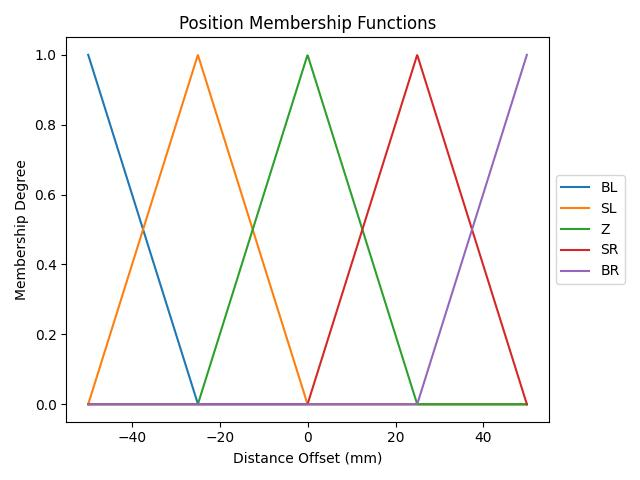 Position Membership Functions
1.0
0.8
0.6
0.4
0.2
0.0
Membership Degree
−40
−20
0
20
40
Distance Offset (mm)
BL
SL
Z
SR
BR